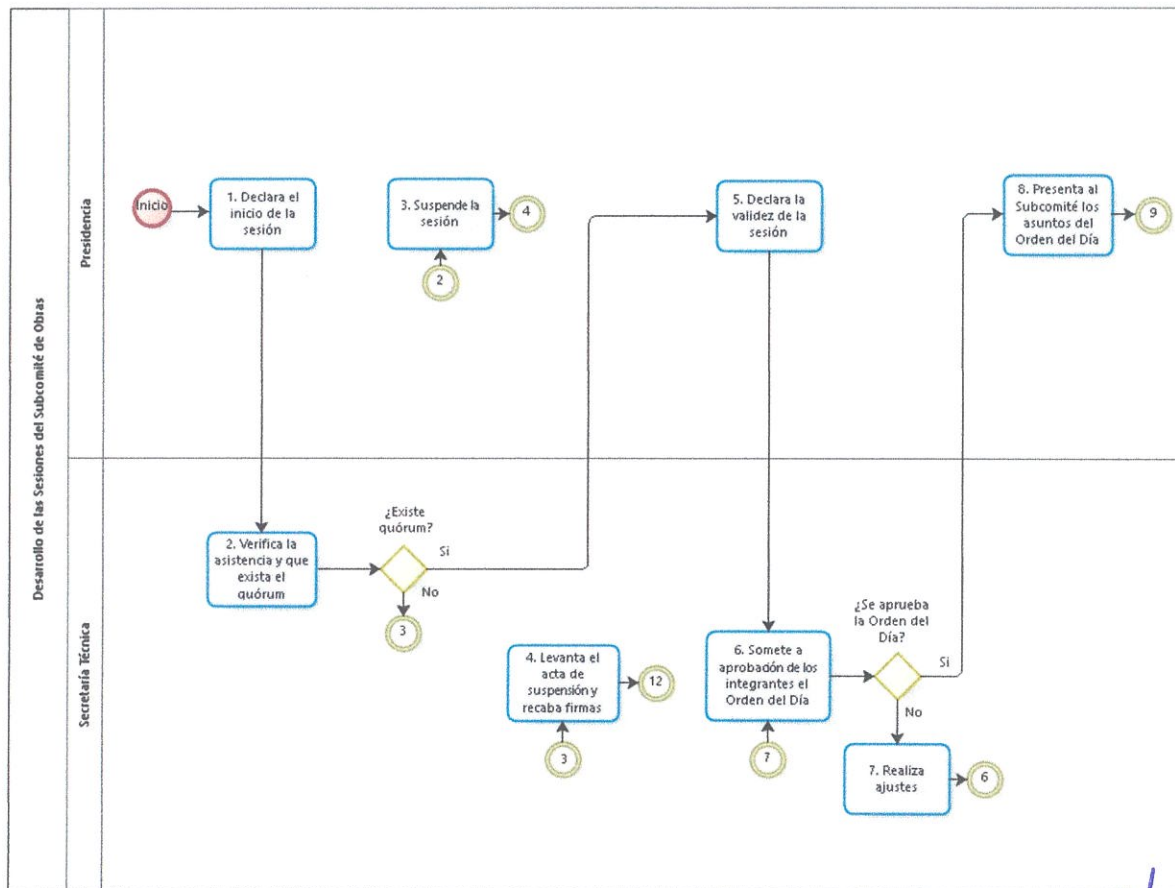 Desarrollo de las Sesiones del Subcomité de Obras
Presidencia
Inicio
1. Declara el
inicio de la
sesión
3. Suspende la
sesión
4
2
5. Declara la
validez de la
sesión
8. Presenta al
Subcomité los
asuntos del
Orden del Día
9
Secretaría Técnica
2. Verifica la
asistencia y que
exista el
quórum
¿Existe
quórum?
Si
No
3
4. Levanta el
acta de
suspensión y
recaba firmas
12
3
6. Somete a
aprobación de los
integrantes el
Orden del Día
7
¿Se aprueba
la Orden del
Día?
Si
No
7. Realiza
ajustes
6